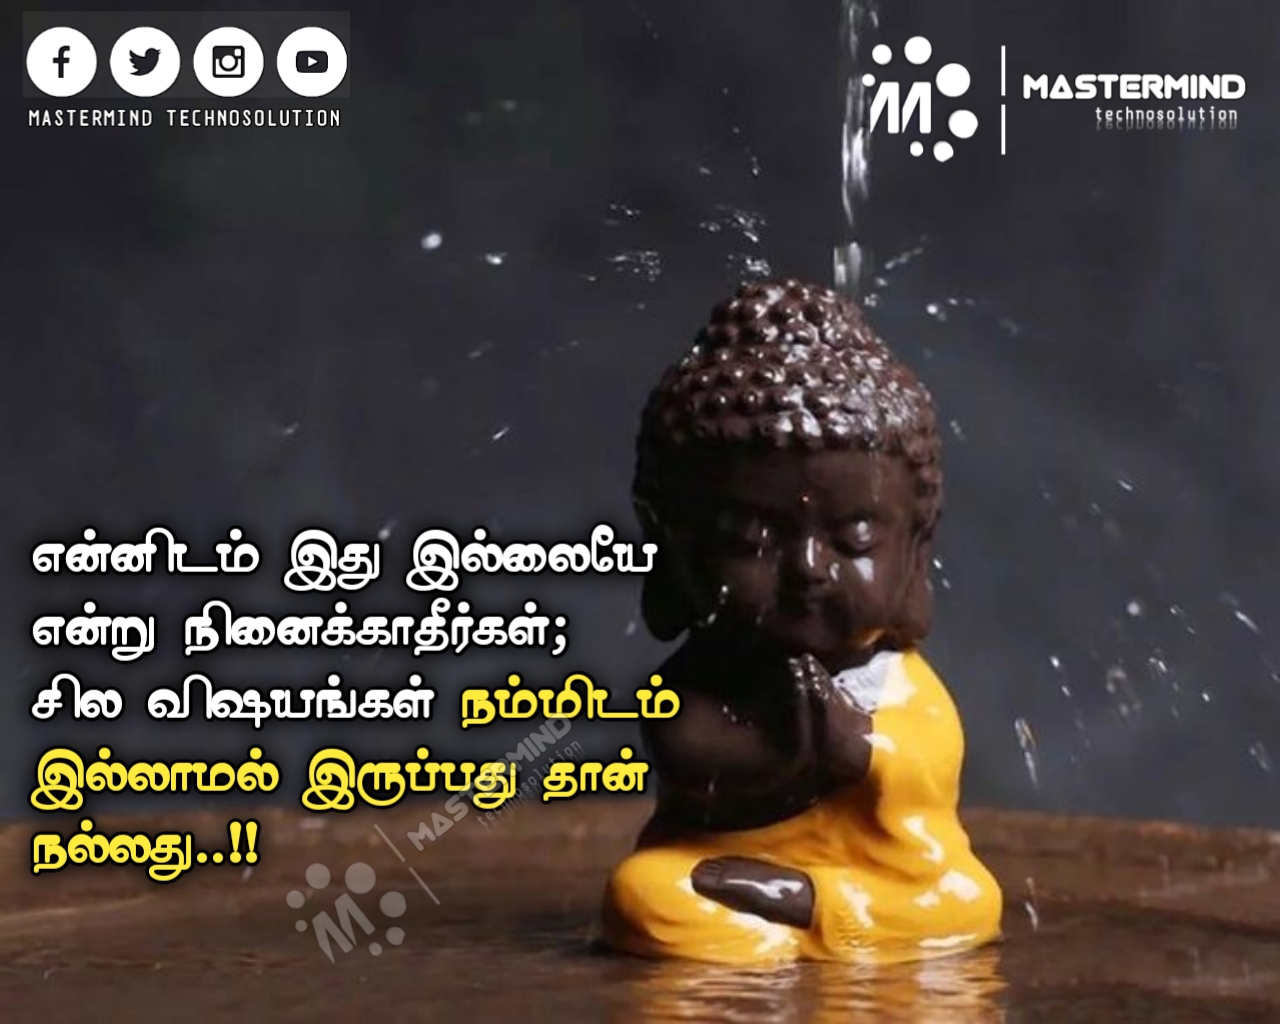 MASTERMIND TECHNOSOLUTION
MASTERMIND
technosolution
என்னிடம் இது இல்லையே
என்று நினைக்காதீர்கள்;
சில விஷயங்கள் நம்மிடம்
இல்லாமல் இருப்பது தான்
நல்லது..!!
MASTERMIND
technosolution